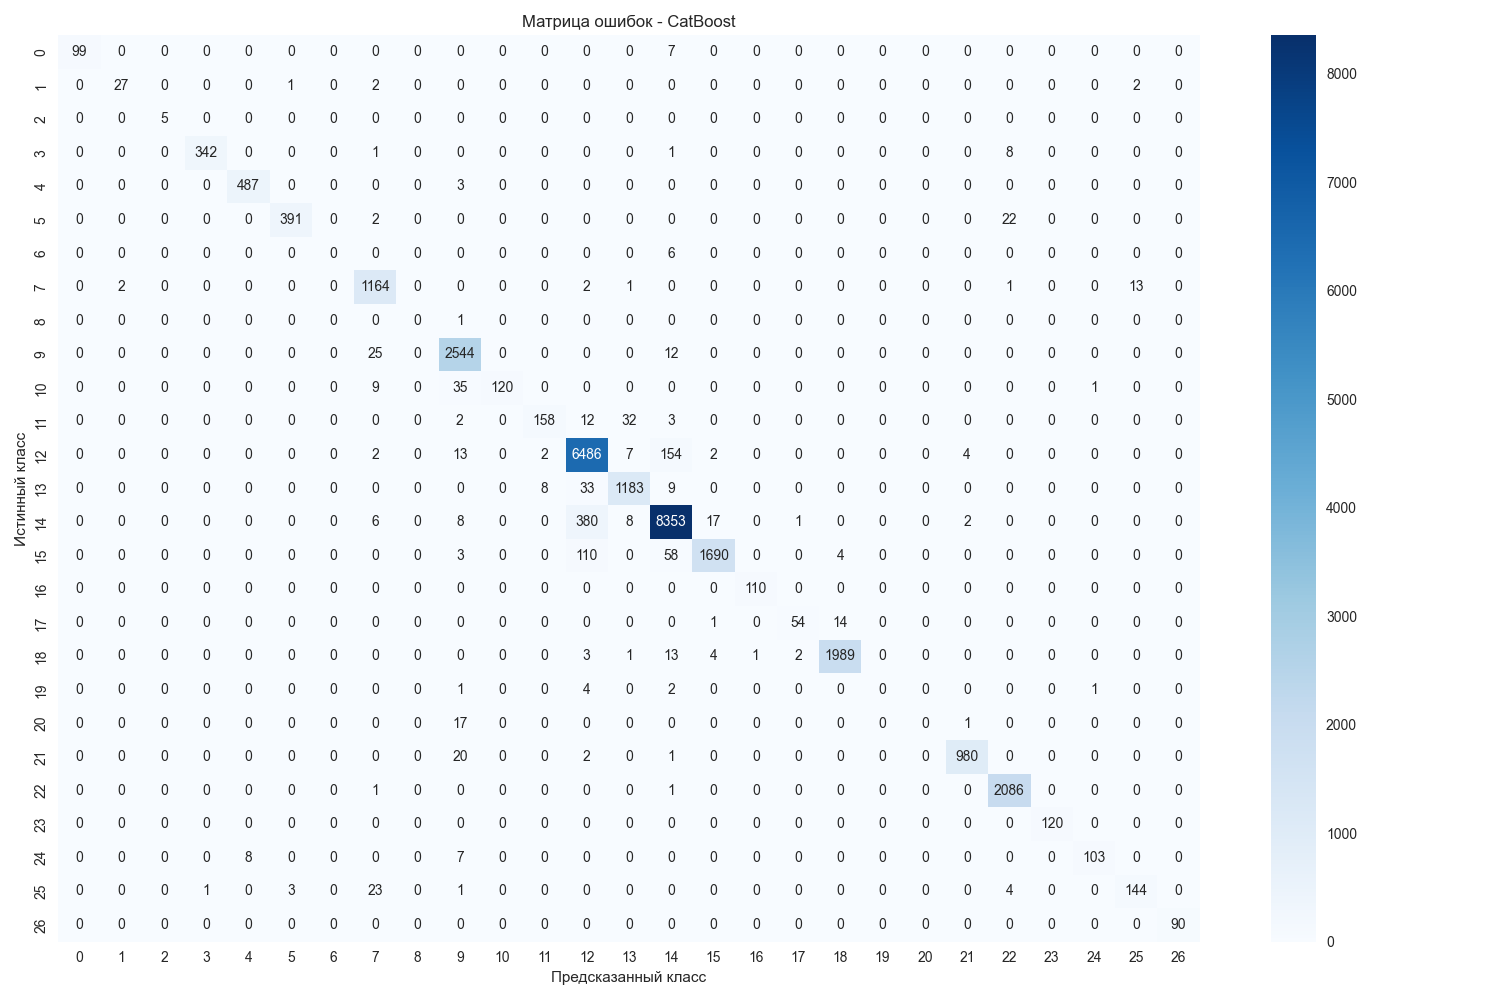 Матрица ошибок - CatBoost
0 99 0 0 0 0 0 0 0 0 0 0 0 0 0 7 0 0 0 0 0 0 0 0 0 0 0 0
1 0 27 0 0 0 1 0 2 0 0 0 0 0 0 0 0 0 0 0 0 0 0 0 0 0 2 0
2 0 0 5 0 0 0 0 0 0 0 0 0 0 0 0 0 0 0 0 0 0 0 0 0 0 0 0
3 0 0 0 342 0 0 0 1 0 0 0 0 0 0 1 0 0 0 0 0 0 0 8 0 0 0 0
4 0 0 0 0 487 0 0 0 0 3 0 0 0 0 0 0 0 0 0 0 0 0 0 0 0 0 0
5 0 0 0 0 0 391 0 2 0 0 0 0 0 0 0 0 0 0 0 0 0 0 22 0 0 0 0
6 0 0 0 0 0 0 0 0 0 0 0 0 0 0 6 0 0 0 0 0 0 0 0 0 0 0 0
7 0 2 0 0 0 0 0 1164 0 0 0 0 2 1 0 0 0 0 0 0 0 0 1 0 0 13 0
8 0 0 0 0 0 0 0 0 0 1 0 0 0 0 0 0 0 0 0 0 0 0 0 0 0 0 0
9 0 0 0 0 0 0 0 25 0 2544 0 0 0 0 12 0 0 0 0 0 0 0 0 0 0 0 0
10 0 0 0 0 0 0 0 9 0 35 120 0 0 0 0 0 0 0 0 0 0 0 0 0 1 0 0
11 0 0 0 0 0 0 0 0 0 2 0 158 12 32 3 0 0 0 0 0 0 0 0 0 0 0 0
12 0 0 0 0 0 0 0 2 0 13 0 2 6486 7 154 2 0 0 0 0 0 4 0 0 0 0 0
13 0 0 0 0 0 0 0 0 0 0 0 8 33 1183 9 0 0 0 0 0 0 0 0 0 0 0 0
14 0 0 0 0 0 0 0 6 0 8 0 0 380 8 8353 17 0 1 0 0 0 2 0 0 0 0 0
15 0 0 0 0 0 0 0 0 0 3 0 0 110 0 58 1690 0 0 4 0 0 0 0 0 0 0 0
16 0 0 0 0 0 0 0 0 0 0 0 0 0 0 0 0 110 0 0 0 0 0 0 0 0 0 0
17 0 0 0 0 0 0 0 0 0 0 0 0 0 0 0 1 0 54 14 0 0 0 0 0 0 0 0
18 0 0 0 0 0 0 0 0 0 0 0 0 3 1 13 4 1 2 1989 0 0 0 0 0 0 0 0
19 0 0 0 0 0 0 0 0 0 1 0 0 4 0 2 0 0 0 0 0 0 0 0 0 1 0 0
20 0 0 0 0 0 0 0 0 0 17 0 0 0 0 0 0 0 0 0 0 0 1 0 0 0 0 0
21 0 0 0 0 0 0 0 0 0 20 0 0 2 0 1 0 0 0 0 0 0 980 0 0 0 0 0
22 0 0 0 0 0 0 0 1 0 0 0 0 0 0 1 0 0 0 0 0 0 0 2086 0 0 0 0
23 0 0 0 0 0 0 0 0 0 0 0 0 0 0 0 0 0 0 0 0 0 0 0 120 0 0 0
24 0 0 0 0 8 0 0 0 0 7 0 0 0 0 0 0 0 0 0 0 0 0 0 0 103 0 0
25 0 0 0 1 0 3 0 23 0 1 0 0 0 0 0 0 0 0 0 0 0 0 4 0 0 144 0
26 0 0 0 0 0 0 0 0 0 0 0 0 0 0 0 0 0 0 0 0 0 0 0 0 0 0 90
0 1 2 3 4 5 6 7 8 9 10 11 12 13 14 15 16 17 18 19 20 21 22 23 24 25 26
Предсказанный класс
Истинный класс
8000
7000
6000
5000
4000
3000
2000
1000
0